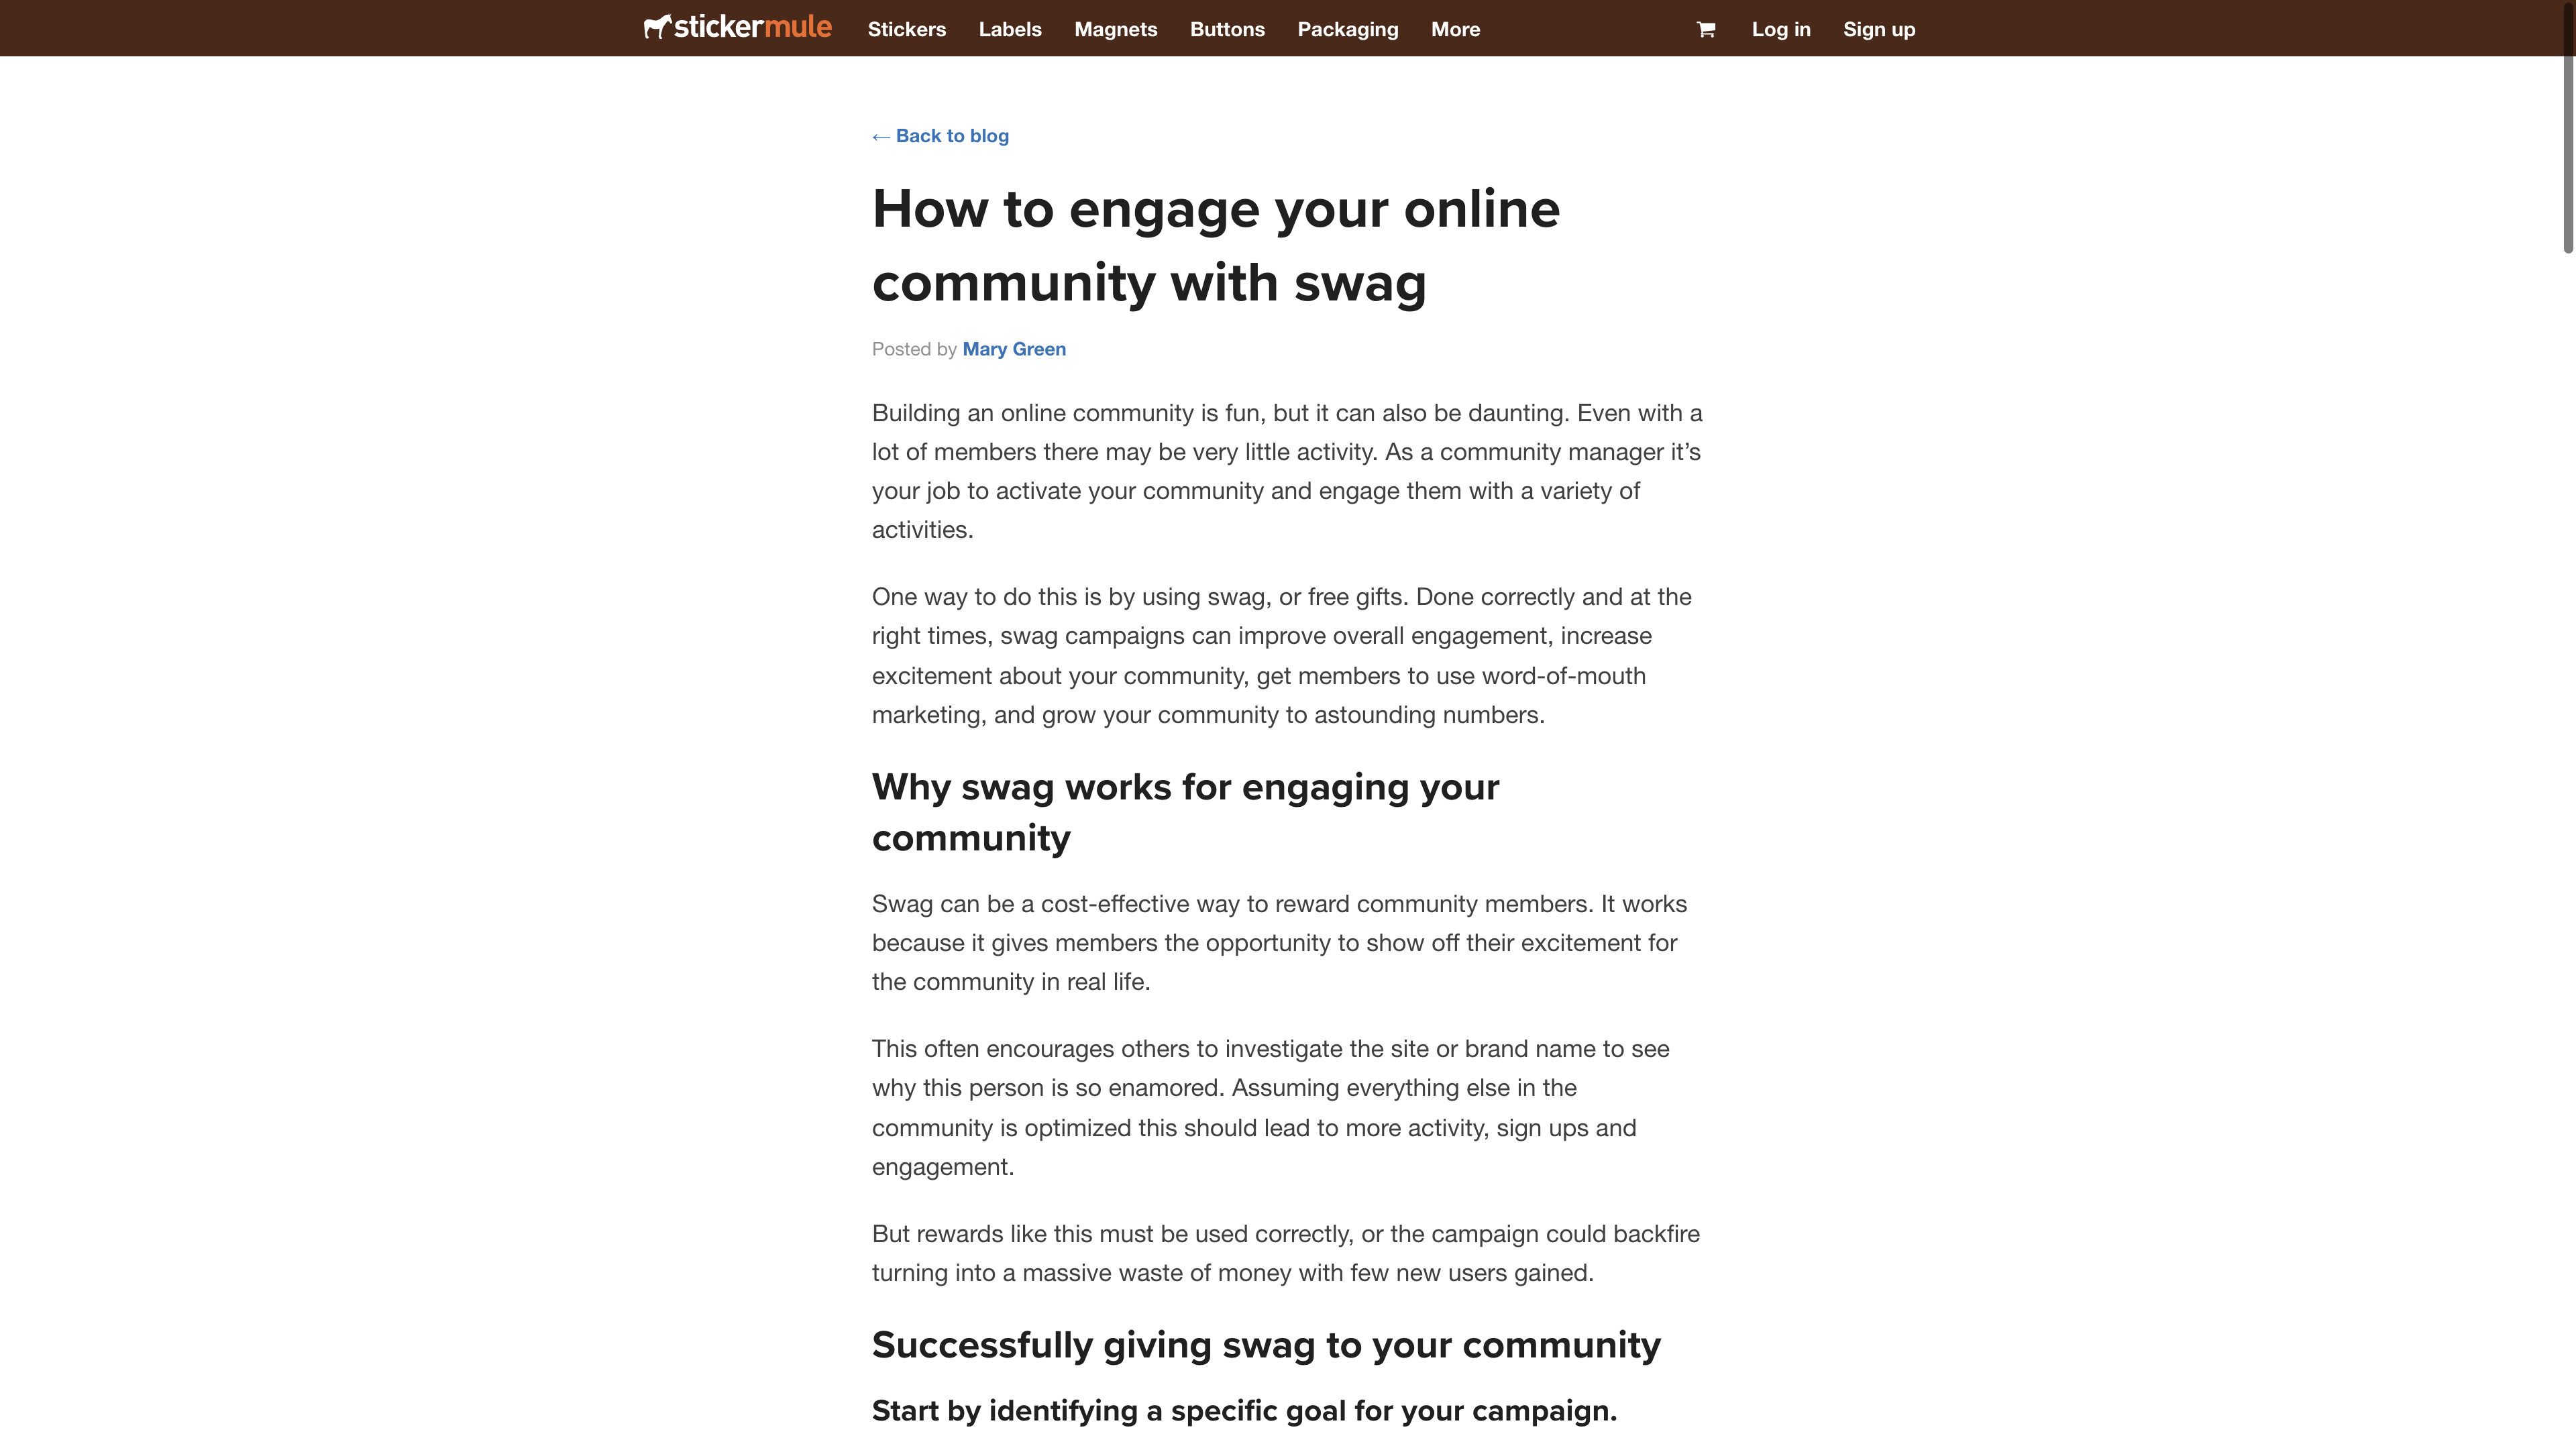 stickermule Stickers Labels Magnets Buttons Packaging More Log in Sign up
← Back to blog
How to engage your online
community with swag
Posted by Mary Green
Building an online community is fun, but it can also be daunting. Even with a
lot of members there may be very little activity. As a community manager it’s
your job to activate your community and engage them with a variety of
activities.
One way to do this is by using swag, or free gifts. Done correctly and at the
right times, swag campaigns can improve overall engagement, increase
excitement about your community, get members to use word-of-mouth
marketing, and grow your community to astounding numbers.
Why swag works for engaging your
community
Swag can be a cost-effective way to reward community members. It works
because it gives members the opportunity to show off their excitement for
the community in real life.
This often encourages others to investigate the site or brand name to see
why this person is so enamored. Assuming everything else in the
community is optimized this should lead to more activity, sign ups and
engagement.
But rewards like this must be used correctly, or the campaign could backfire
turning into a massive waste of money with few new users gained.
Successfully giving swag to your community
Start by identifying a specific goal for your campaign.